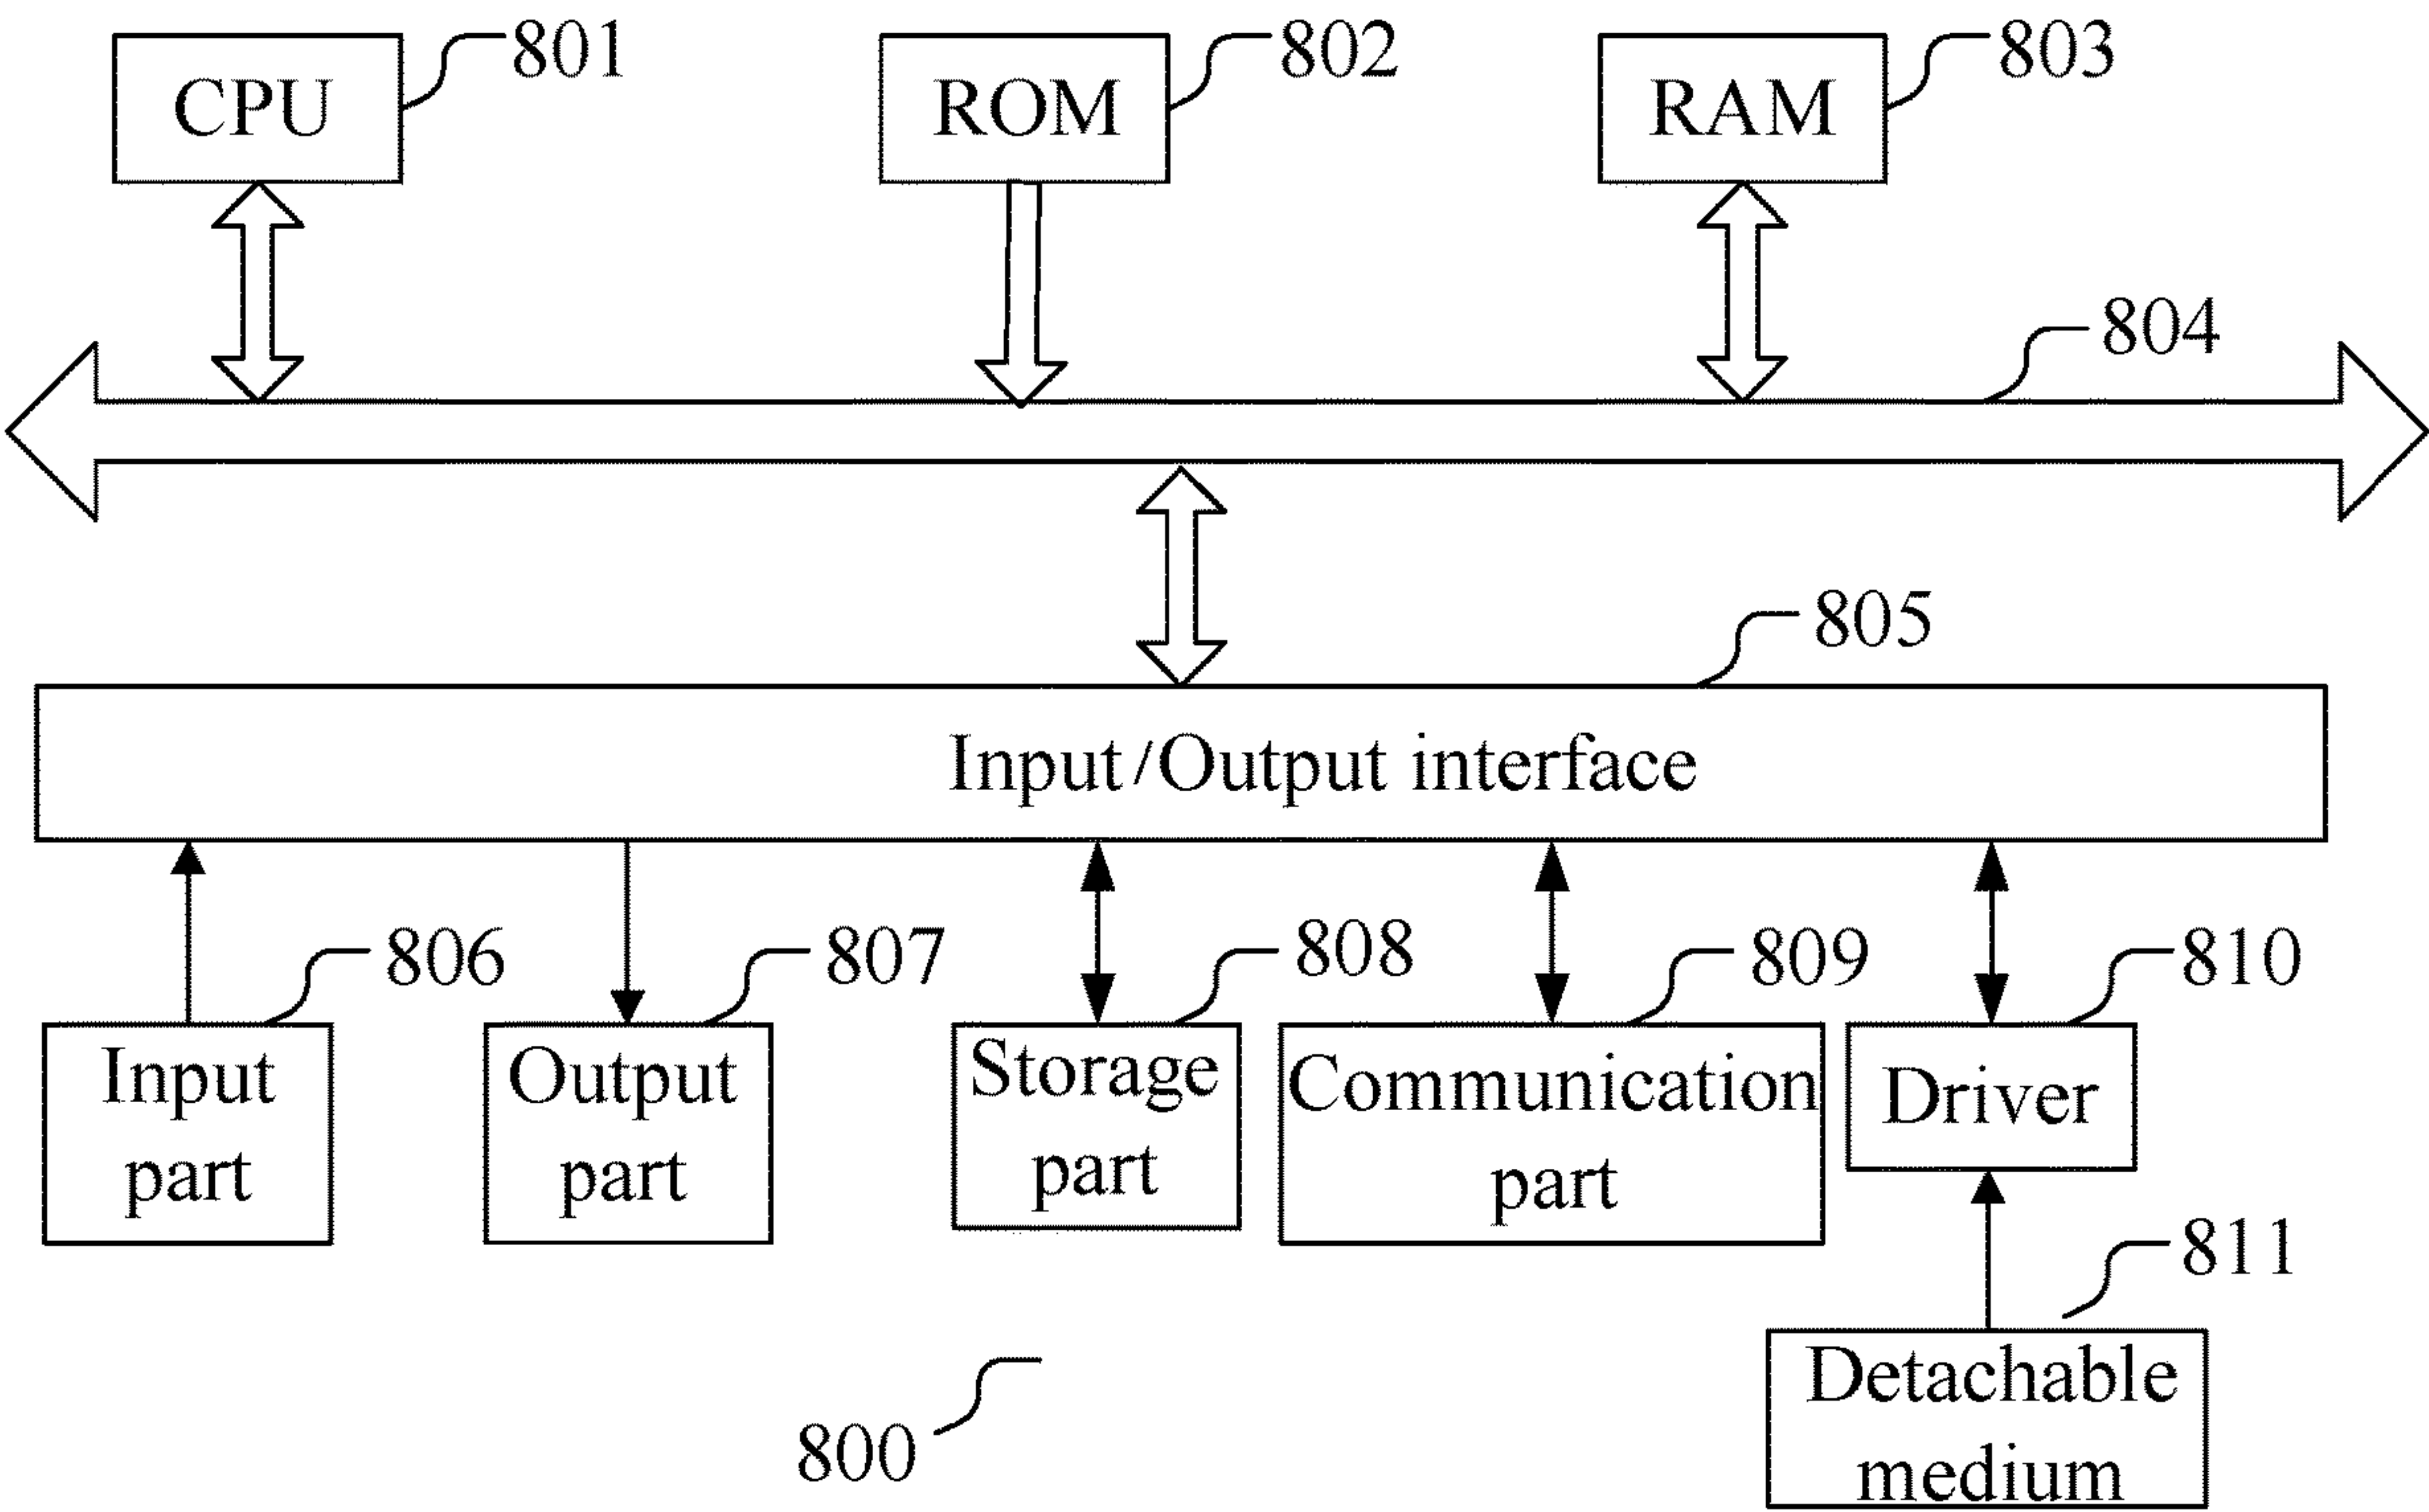 CPU
801
ROM
802
RAM
803
804
805
Input/Output interface
806
807
808
809
810
Input
part
Output
part
Storage
part
Communication
part
Driver
811
Detachable
medium
800